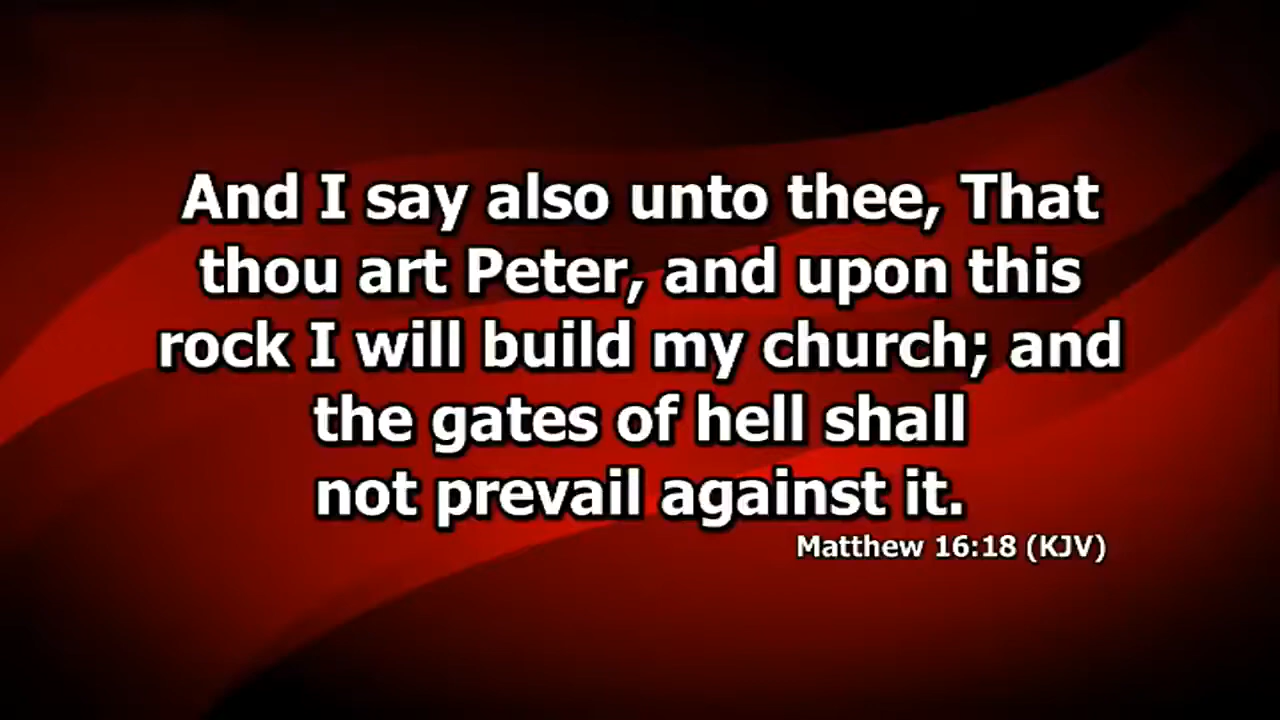 And I say also unto thee, That
thou art Peter, and upon this
rock I will build my church; and
the gates of hell shall
not prevail against it.
Matthew 16:18 (KJV)